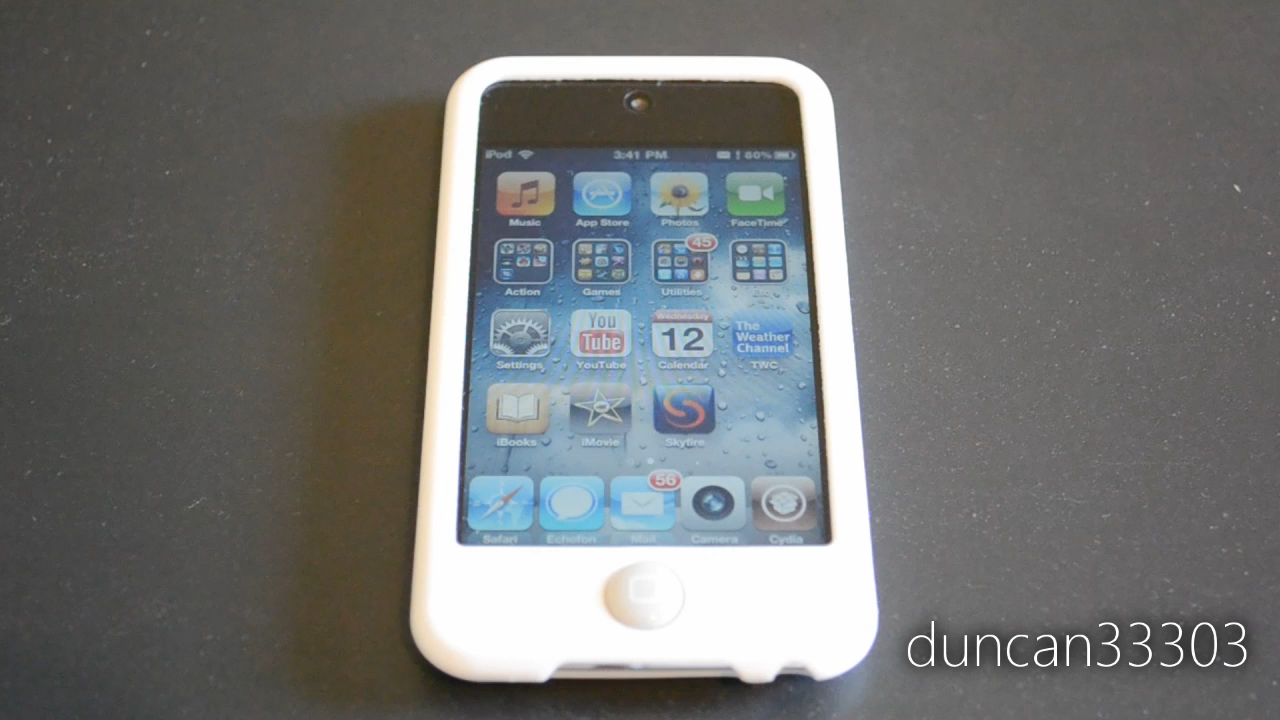 iPod 3:41 PM 60%
Music App Store Photos FaceTime
45
Action Games Utilities
You
Tube
Wednesday
12
The
Weather
Channel
Settings YouTube Calendar TWC
iBooks iMovie Skyfire
56
Safari Echofon Mail Camera Cydia
duncan33303